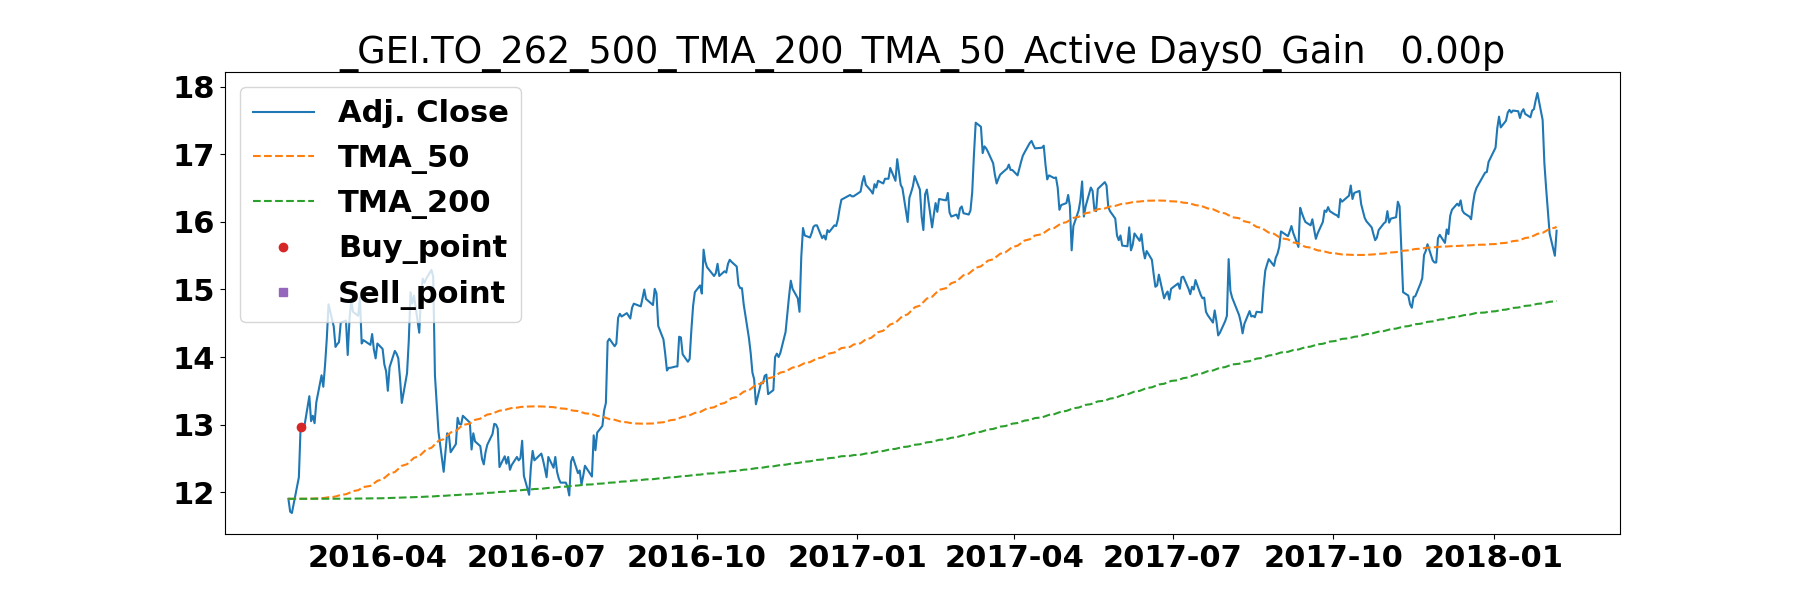 _GEI.TO_262_500_TMA_200_TMA_50_Active Days0_Gain   0.00p
18
17
16
15
14
13
12
Adj. Close
TMA_50
TMA_200
Buy_point
Sell_point
2016-04 2016-07 2016-10 2017-01 2017-04 2017-07 2017-10 2018-01